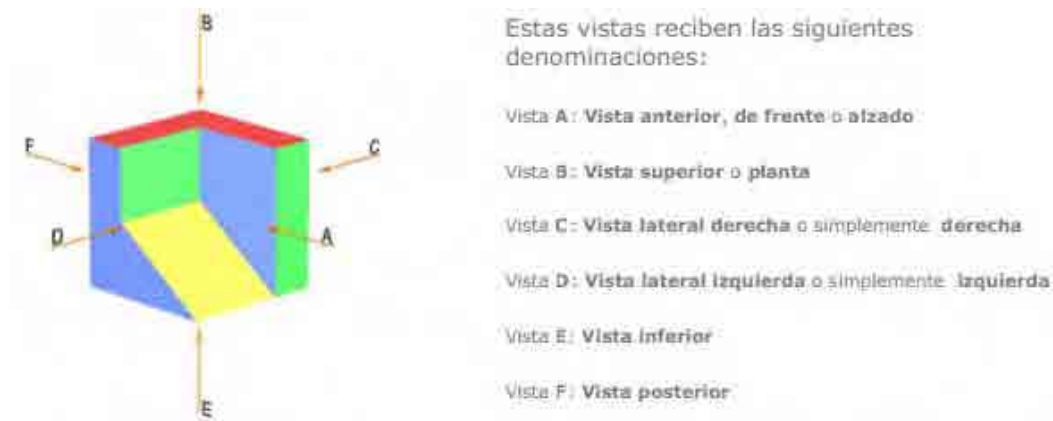 B
F
C
D
A
E
Estas vistas reciben las siguientes
denominaciones:
Vista A: Vista anterior, de frente o alzado
Vista B: Vista superior o planta
Vista C: Vista lateral derecha o simplemente derecha
Vista D: Vista lateral izquierda o simplemente izquierda
Vista E: Vista inferior
Vista F: Vista posterior